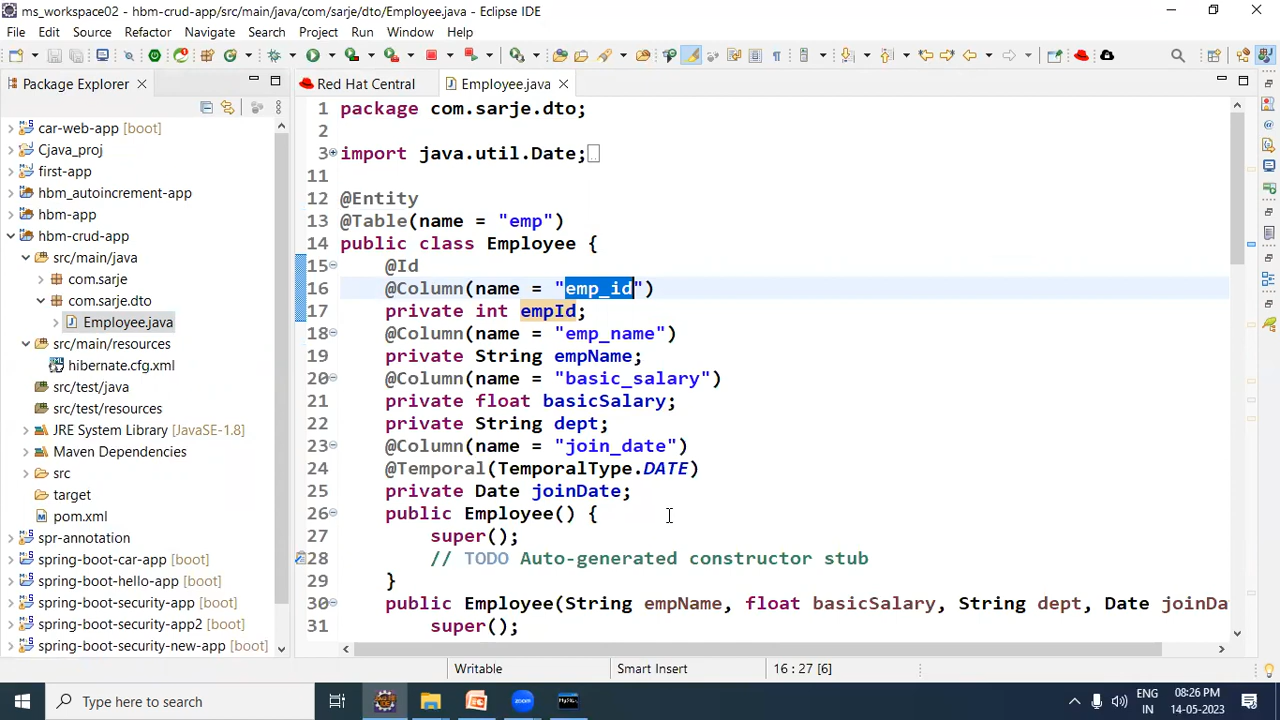 ms_workspace02 - hbm-crud-app/src/main/java/com/sarje/dto/Employee.java - Eclipse IDE
File Edit Source Refactor Navigate Search Project Run Window Help
Package Explorer
Red Hat Central
Employee.java
car-web-app [boot]
Cjava_proj
first-app
hbm_autoincrement-app
hbm-app
hbm-crud-app
src/main/java
com.sarje
com.sarje.dto
Employee.java
src/main/resources
hibernate.cfg.xml
src/test/java
src/test/resources
JRE System Library [JavaSE-1.8]
Maven Dependencies
src
target
pom.xml
spr-annotation
spring-boot-car-app [boot]
spring-boot-hello-app [boot]
spring-boot-security-app [boot]
spring-boot-security-app2 [boot]
spring-boot-security-new-app [boot]
1 package com.sarje.dto;
2
3 import java.util.Date;
11
12 @Entity
13 @Table(name = "emp")
14 public class Employee {
15 @Id
16 @Column(name = "emp_id")
17 private int empId;
18 @Column(name = "emp_name")
19 private String empName;
20 @Column(name = "basic_salary")
21 private float basicSalary;
22 private String dept;
23 @Column(name = "join_date")
24 @Temporal(TemporalType.DATE)
25 private Date joinDate;
26 public Employee() {
27 super();
28 // TODO Auto-generated constructor stub
29 }
30 public Employee(String empName, float basicSalary, String dept, Date joinDa
31 super();
Writable Smart Insert 16 : 27 [6]
Type here to search
ENG
IN
08:26 PM
14-05-2023